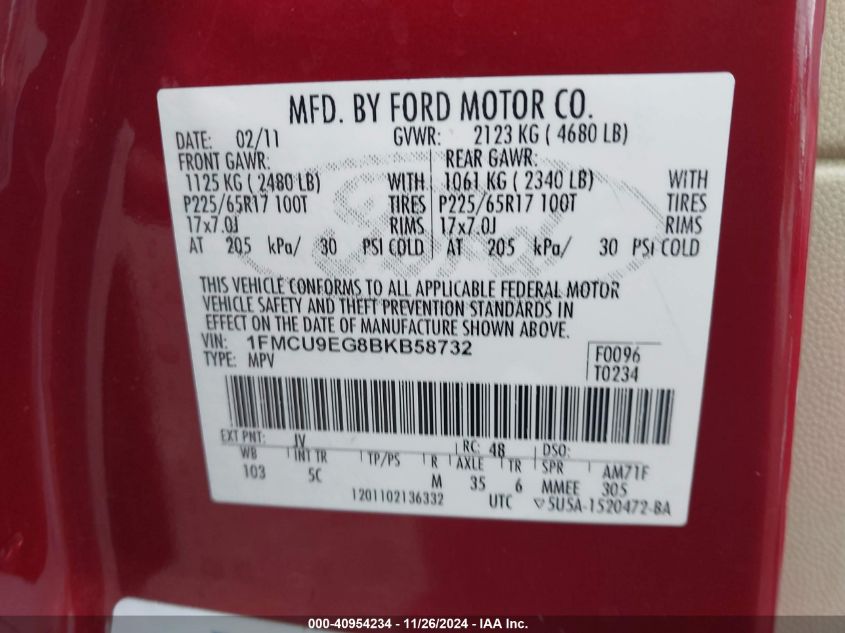 MFD. BY FORD MOTOR CO.
DATE: 02/11 GVWR: 2123 KG ( 4680 LB)
FRONT GAWR: REAR GAWR:
1125 KG ( 2480 LB) WITH 1061 KG ( 2340 LB) WITH
P225/65R17 100T TIRES P225/65R17 100T TIRES
17x7.0J RIMS 17x7.0J RIMS
AT 205 kPa/ 30 PSI COLD AT 205 kPa/ 30 PSI COLD
THIS VEHICLE CONFORMS TO ALL APPLICABLE FEDERAL MOTOR
VEHICLE SAFETY AND THEFT PREVENTION STANDARDS IN
EFFECT ON THE DATE OF MANUFACTURE SHOWN ABOVE.
VIN: 1FMCU9EG8BKB58732
TYPE: MPV
F0096
T0234
EXT PNT: JV RC: 48 DSO:
WB INT TR TP/PS R AXLE TR SPR AM71F
103 5C M 35 6 MMEE 305
1201102136332 UTC ▽5U5A-1520472-BA
000-40954234 - 11/26/2024 - IAA Inc.